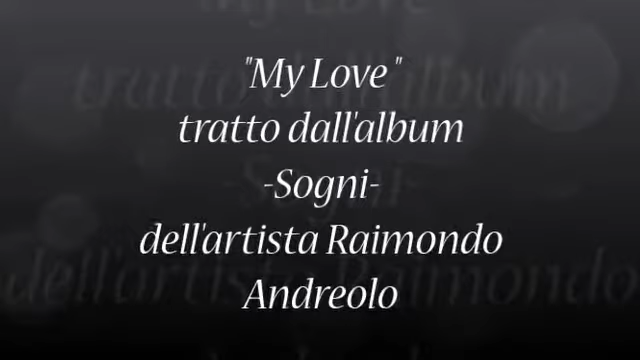 "My Love"
tratto dall'album
-Sogni-
dell'artista Raimondo
Andreolo